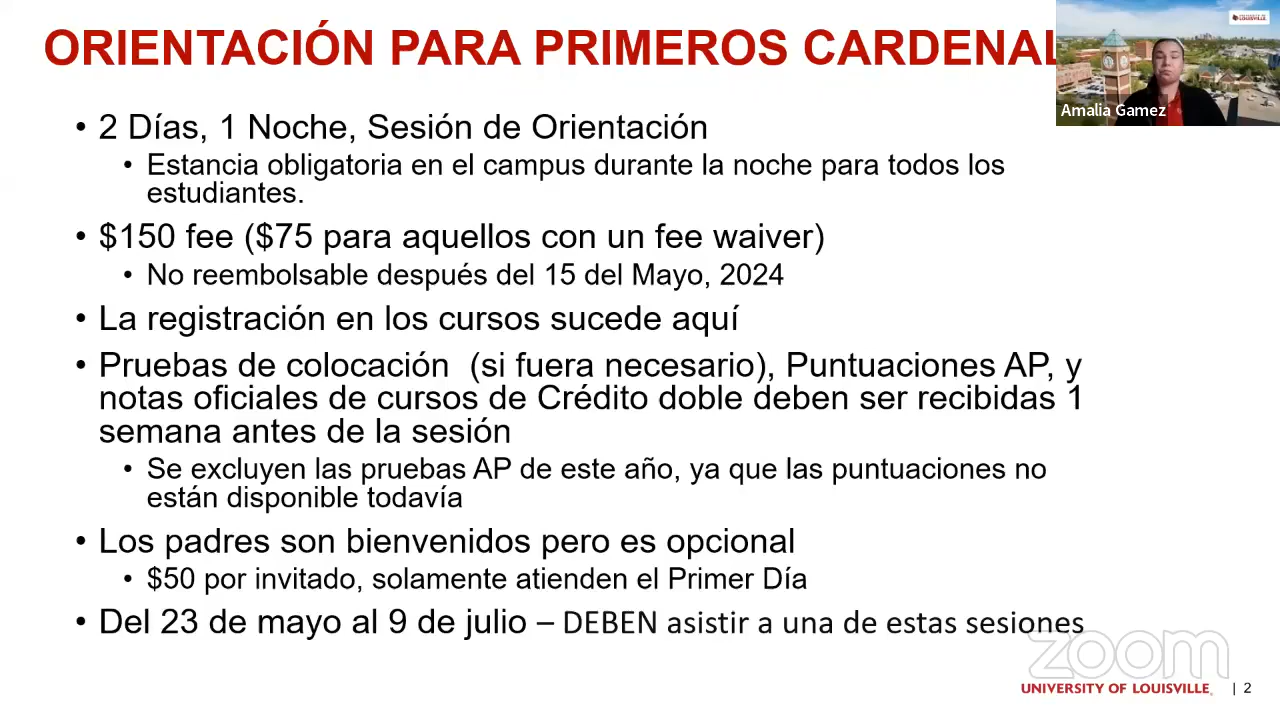 ORIENTACIÓN PARA PRIMEROS CARDENAL
LOUISVILLE
Amalia Gamez
• 2 Días, 1 Noche, Sesión de Orientación
• Estancia obligatoria en el campus durante la noche para todos los
estudiantes.
• $150 fee ($75 para aquellos con un fee waiver)
• No reembolsable después del 15 del Mayo, 2024
• La registración en los cursos sucede aquí
• Pruebas de colocación (si fuera necesario), Puntuaciones AP, y
notas oficiales de cursos de Crédito doble deben ser recibidas 1
semana antes de la sesión
• Se excluyen las pruebas AP de este año, ya que las puntuaciones no
están disponible todavía
• Los padres son bienvenidos pero es opcional
• $50 por invitado, solamente atienden el Primer Día
• Del 23 de mayo al 9 de julio – DEBEN asistir a una de estas sesiones
zoom
UNIVERSITY OF LOUISVILLE | 2